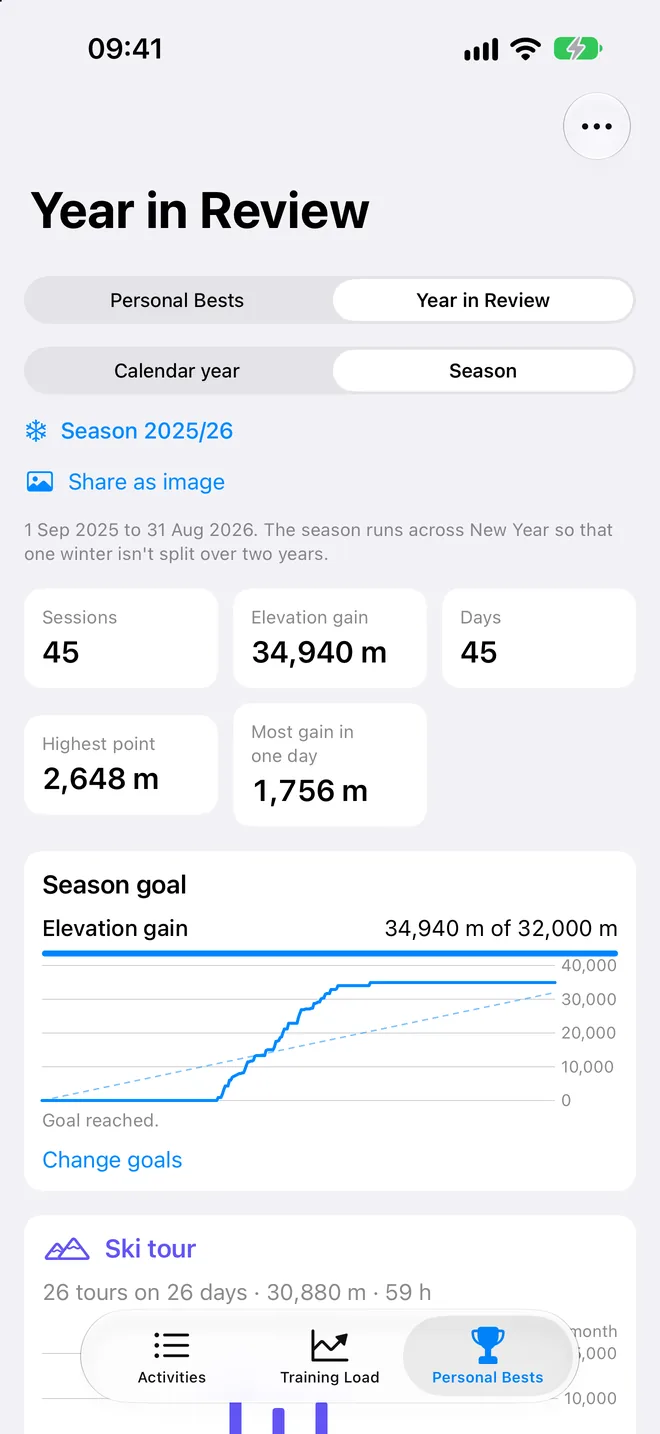 09:41
Year in Review
Personal Bests
Year in Review
Calendar year
Season
Season 2025/26
Share as image
1 Sep 2025 to 31 Aug 2026. The season runs across New Year so that
one winter isn't split over two years.
Sessions
45
Elevation gain
34,940 m
Days
45
Highest point
2,648 m
Most gain in
one day
1,756 m
Season goal
Elevation gain
34,940 m of 32,000 m
40,000
30,000
20,000
10,000
0
Goal reached.
Change goals
Ski tour
26 tours on 26 days · 30,880 m · 59 h
month
5,000
10,000
Activities
Training Load
Personal Bests